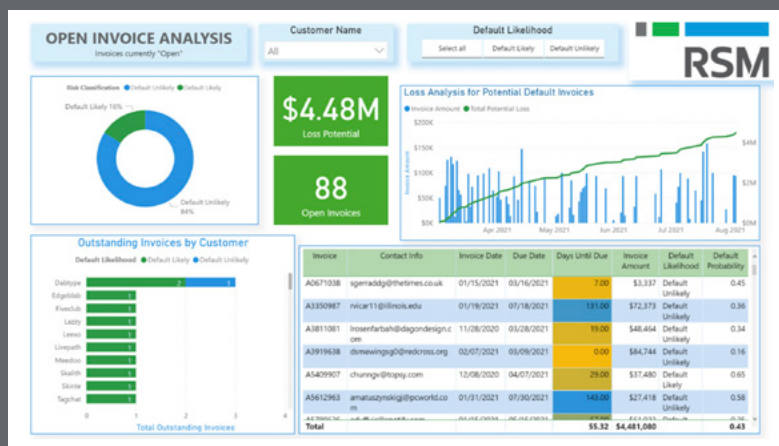 OPEN INVOICE ANALYSIS
Invoices currently "Open"
Customer Name
All
Default Likelihood
Select all Default Likely Default Unlikely
RSM
Risk Classification Default Unlikely Default Likely
Default Likely 16%
Default Unlikely
84%
$4.48M
Loss Potential
88
Open Invoices
Loss Analysis for Potential Default Invoices
Invoice Amount Total Potential Loss
Invoice Amount
$200K
$150K
$100K
$50K
$0K
$4M
$2M
$0M
Apr 2021 May 2021 Jun 2021 Jul 2021 Aug 2021
Outstanding Invoices by Customer
Default Likelihood Default Likely Default Unlikely
Dabtype 2 1
Edgeblab 1
Fiveclub 1
Lazzy 1
Leexo 1
Livepath 1
Meedoo 1
Skalith 1
Skinte 1
Tagchat 1
0 1 2 3 4
Total Outstanding Invoices
Invoice Contact Info Invoice Date Due Date Days Until Due Invoice Amount Default Likelihood Default Probability
A0671038 sgerraddg@thetimes.co.uk 01/15/2021 03/16/2021 7.00 $3,337 Default Unlikely 0.45
A3350987 rvicar11@illinois.edu 01/19/2021 07/18/2021 131.00 $72,373 Default Unlikely 0.36
A3811081 lrosenfarbah@dagondesign.com 11/28/2020 03/28/2021 19.00 $48,464 Default Unlikely 0.34
A3919638 dsmewingsg0@redcross.org 02/07/2021 03/09/2021 0.00 $84,744 Default Unlikely 0.16
A5409907 chunngv@topsy.com 12/08/2020 04/07/2021 29.00 $37,480 Default Likely 0.65
A5612963 amatuszynskigj@pcworld.com 01/31/2021 07/30/2021 143.00 $27,418 Default Unlikely 0.58
Total 55.32 $4,481,080 0.43